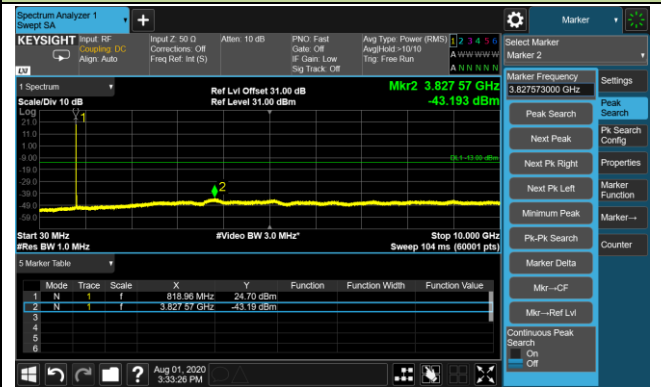 Spectrum Analyzer 1
Swept SA
+
Marker
KEYSIGHT Input: RF Input Z: 50 Ω Atten: 10 dB PNO: Fast Avg Type: Power (RMS) 1 2 3 4 5 6
Coupling: DC Corrections: Off Gate: Off Avg|Hold:>10/10 A W W W W W
Align: Auto Freq Ref: Int (S) IF Gain: Low Trig: Free Run A N N N N N
Sig Track: Off
LXI
Select Marker
Marker 2
1 Spectrum
Ref Lvl Offset 31.00 dB Mkr2 3.827 57 GHz
Scale/Div 10 dB Ref Level 31.00 dBm -43.193 dBm
Log
21.0
11.0
1.00
-9.00
-19.0
-29.0
-39.0
-49.0
-59.0
1
2
DL1 -13.00 dBm
Start 30 MHz #Video BW 3.0 MHz* Stop 10.000 GHz
#Res BW 1.0 MHz Sweep 104 ms (60001 pts)
5 Marker Table
Mode Trace Scale X Y Function Function Width Function Value
1 N 1 f 818.96 MHz 24.70 dBm
2 N 1 f 3.827 57 GHz -43.19 dBm
3
4
5
6
Marker Frequency
3.827573000 GHz
Peak Search
Next Peak
Next Pk Right
Next Pk Left
Minimum Peak
Pk-Pk Search
Marker Delta
Mkr→CF
Mkr→Ref Lvl
Continuous Peak
Search
On
Off
Settings
Peak
Search
Pk Search
Config
Properties
Marker
Function
Marker→
Counter
?
Aug 01, 2020
3:33:26 PM